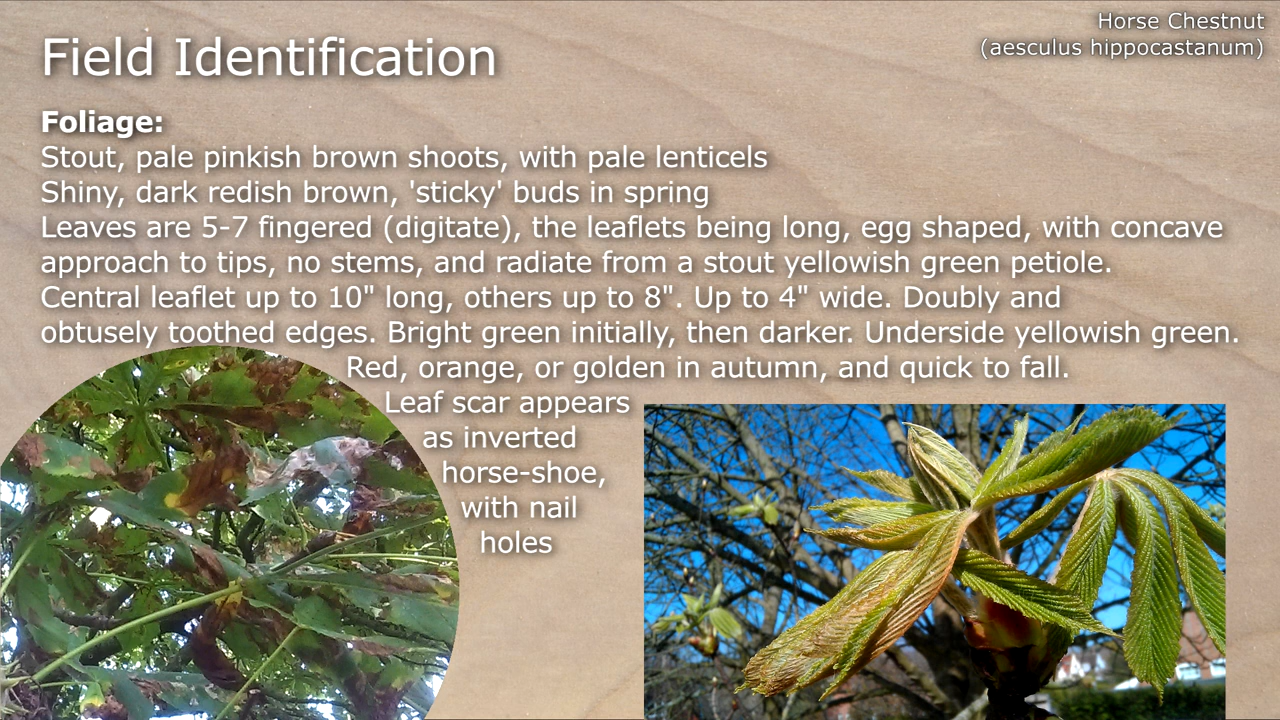 Horse Chestnut
(aesculus hippocastanum)
Field Identification
Foliage:
Stout, pale pinkish brown shoots, with pale lenticels
Shiny, dark redish brown, 'sticky' buds in spring
Leaves are 5-7 fingered (digitate), the leaflets being long, egg shaped, with concave
approach to tips, no stems, and radiate from a stout yellowish green petiole.
Central leaflet up to 10" long, others up to 8". Up to 4" wide. Doubly and
obtusely toothed edges. Bright green initially, then darker. Underside yellowish green.
Red, orange, or golden in autumn, and quick to fall.
Leaf scar appears
as inverted
horse-shoe,
with nail
holes